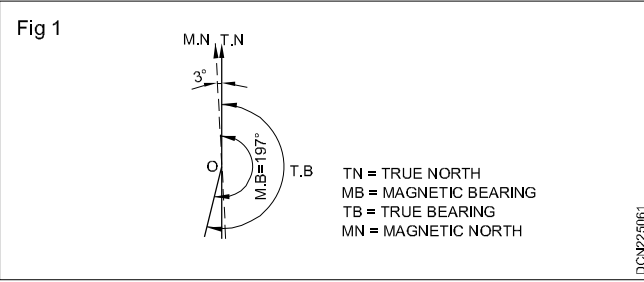 Fig 1
M.N T.N
3°
O
M.B=197°
T.B
TN = TRUE NORTH
MB = MAGNETIC BEARING
TB = TRUE BEARING
MN = MAGNETIC NORTH
DCN225061